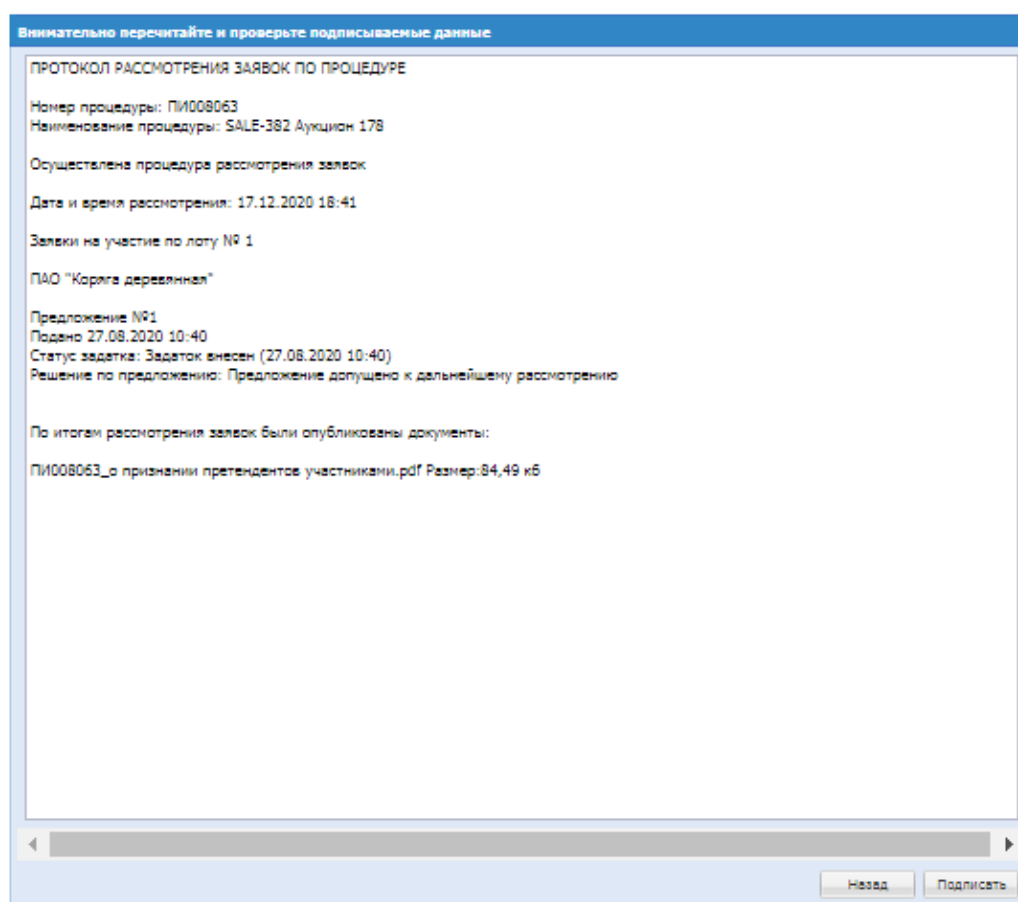 Внимательно перечитайте и проверьте подписываемые данные
ПРОТОКОЛ РАССМОТРЕНИЯ ЗАЯВОК ПО ПРОЦЕДУРЕ
Номер процедуры: ПИ008063
Наименование процедуры: SALE-382 Аукцион 178
Осуществлена процедура рассмотрения заявок
Дата и время рассмотрения: 17.12.2020 18:41
Заявки на участие по лоту № 1
ПАО "Коряга деревянная"
Предложение №1
Подано 27.08.2020 10:40
Статус задатка: Задаток внесен (27.08.2020 10:40)
Решение по предложению: Предложение допущено к дальнейшему рассмотрению
По итогам рассмотрения заявок были опубликованы документы:
ПИ008063_о признании претендентов участниками.pdf Размер:84,49 кб
Назад Подписать